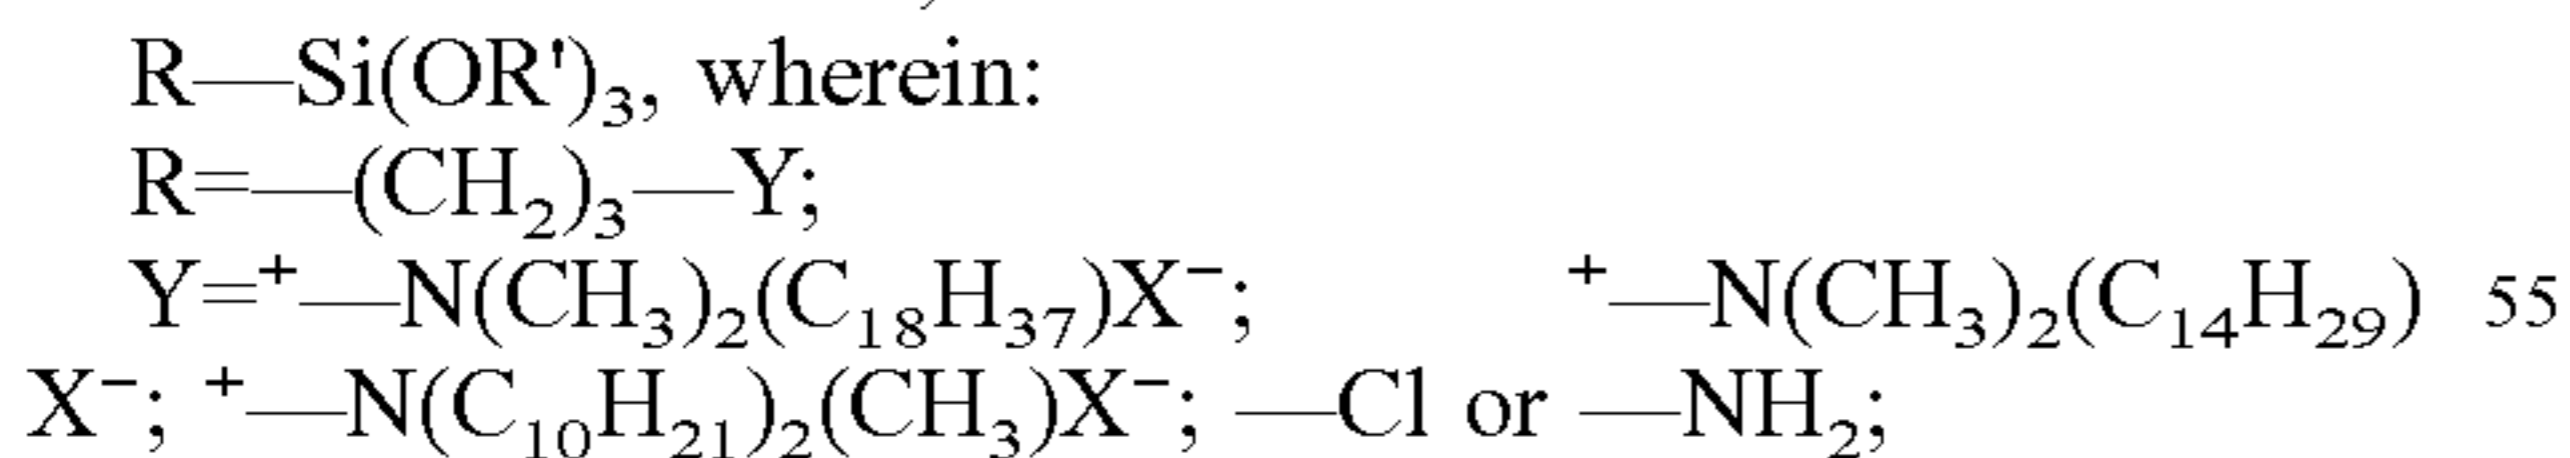 R—Si(OR')₃, wherein:
R=—(CH₂)₃—Y;
Y=⁺—N(CH₃)₂(C₁₈H₃₇)X⁻; ⁺—N(CH₃)₂(C₁₄H₂₉) 55
X⁻; ⁺—N(C₁₀H₂₁)₂(CH₃)X⁻; —Cl or —NH₂;